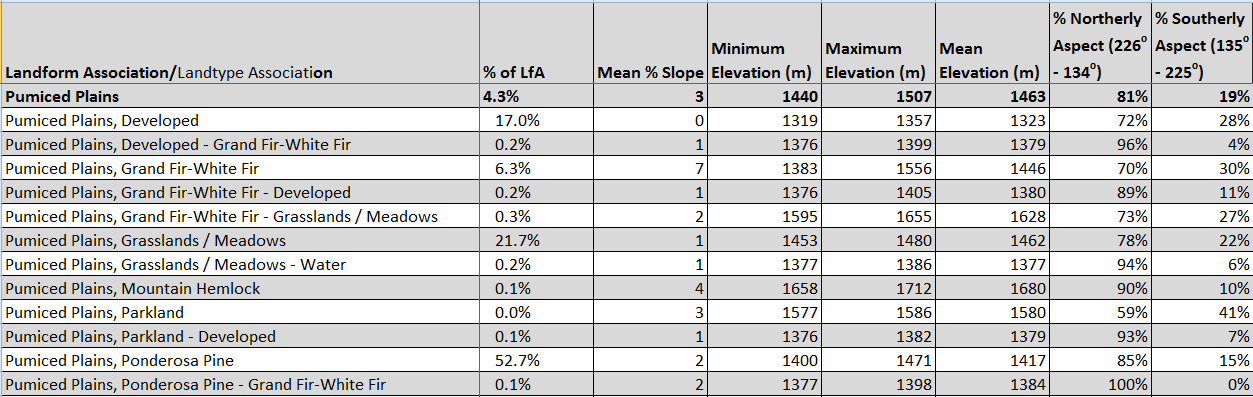 Landform Association/Landtype Association % of LfA Mean % Slope Minimum Elevation (m) Maximum Elevation (m) Mean Elevation (m) % Northerly Aspect (226° - 134°) % Southerly Aspect (135° - 225°)
Pumiced Plains 4.3% 3 1440 1507 1463 81% 19%
Pumiced Plains, Developed 17.0% 0 1319 1357 1323 72% 28%
Pumiced Plains, Developed - Grand Fir-White Fir 0.2% 1 1376 1399 1379 96% 4%
Pumiced Plains, Grand Fir-White Fir 6.3% 7 1383 1556 1446 70% 30%
Pumiced Plains, Grand Fir-White Fir - Developed 0.2% 1 1376 1405 1380 89% 11%
Pumiced Plains, Grand Fir-White Fir - Grasslands / Meadows 0.3% 2 1595 1655 1628 73% 27%
Pumiced Plains, Grasslands / Meadows 21.7% 1 1453 1480 1462 78% 22%
Pumiced Plains, Grasslands / Meadows - Water 0.2% 1 1377 1386 1377 94% 6%
Pumiced Plains, Mountain Hemlock 0.1% 4 1658 1712 1680 90% 10%
Pumiced Plains, Parkland 0.0% 3 1577 1586 1580 59% 41%
Pumiced Plains, Parkland - Developed 0.1% 1 1376 1382 1379 93% 7%
Pumiced Plains, Ponderosa Pine 52.7% 2 1400 1471 1417 85% 15%
Pumiced Plains, Ponderosa Pine - Grand Fir-White Fir 0.1% 2 1377 1398 1384 100% 0%